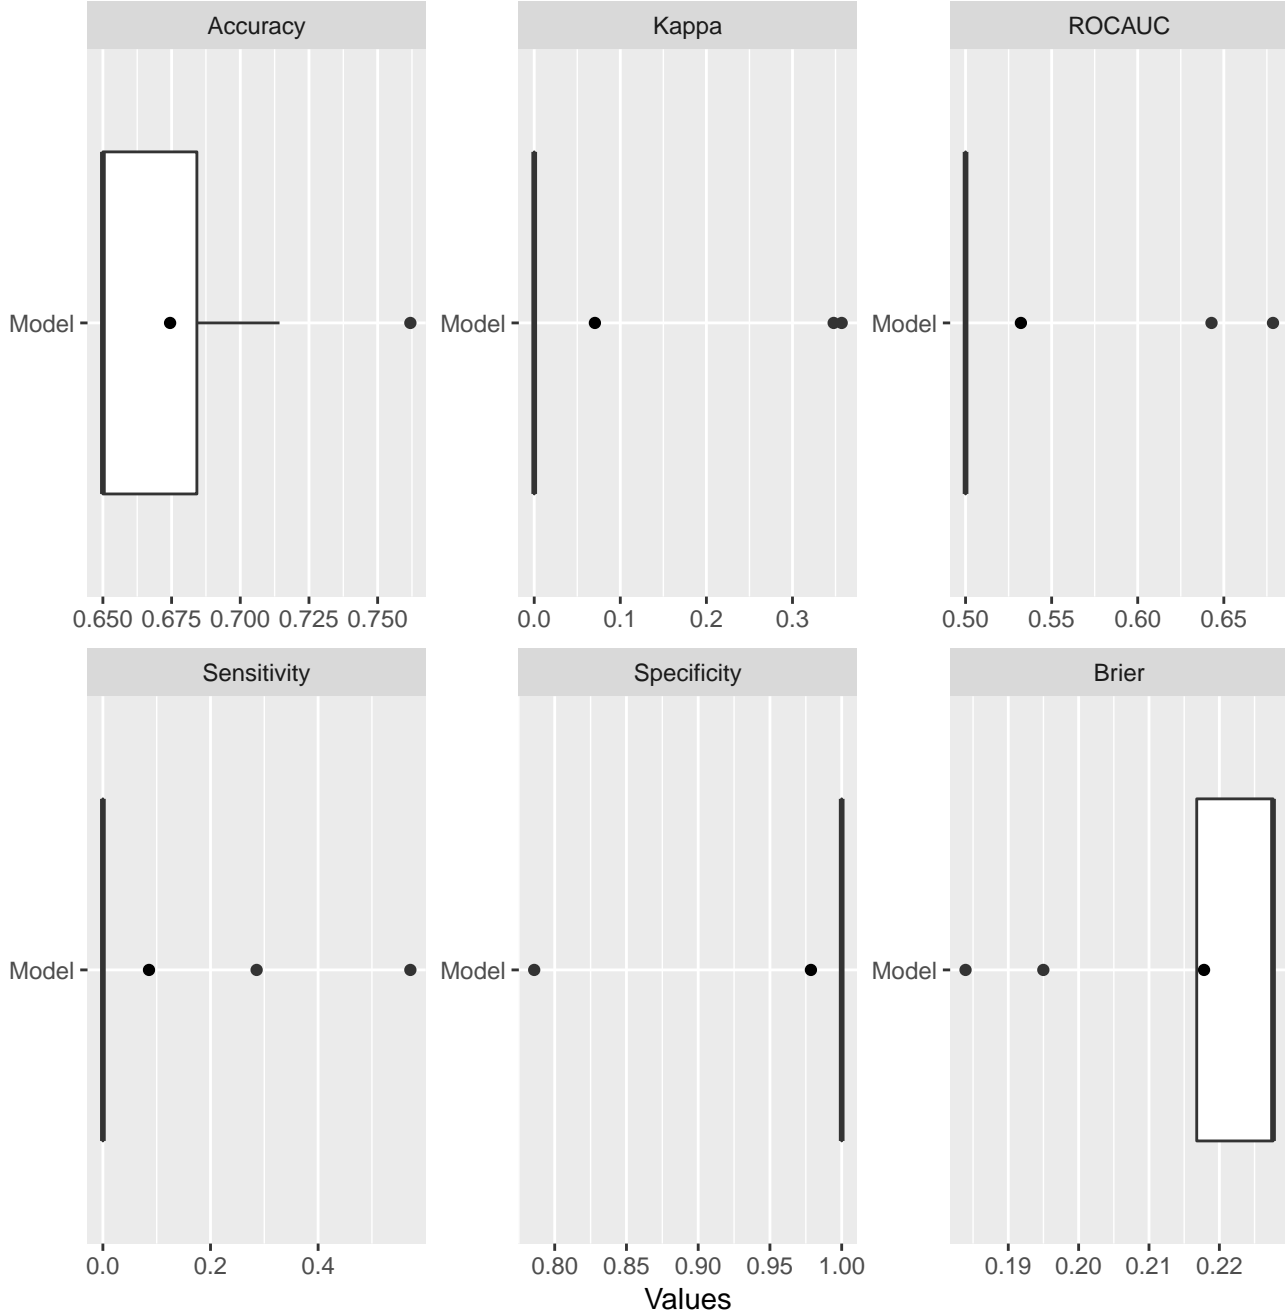 Accuracy Kappa ROCAUC
Model Model Model
0.650 0.675 0.700 0.725 0.750 0.0 0.1 0.2 0.3 0.50 0.55 0.60 0.65
Sensitivity Specificity Brier
Model Model Model
0.0 0.2 0.4 0.80 0.85 0.90 0.95 1.00 0.19 0.20 0.21 0.22
Values